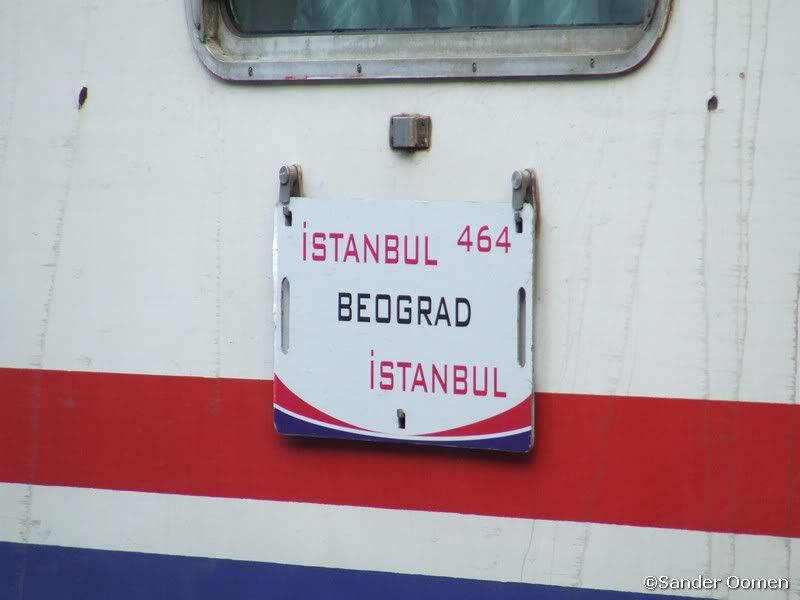 İSTANBUL 464
BEOGRAD
İSTANBUL
©Sander Oomen